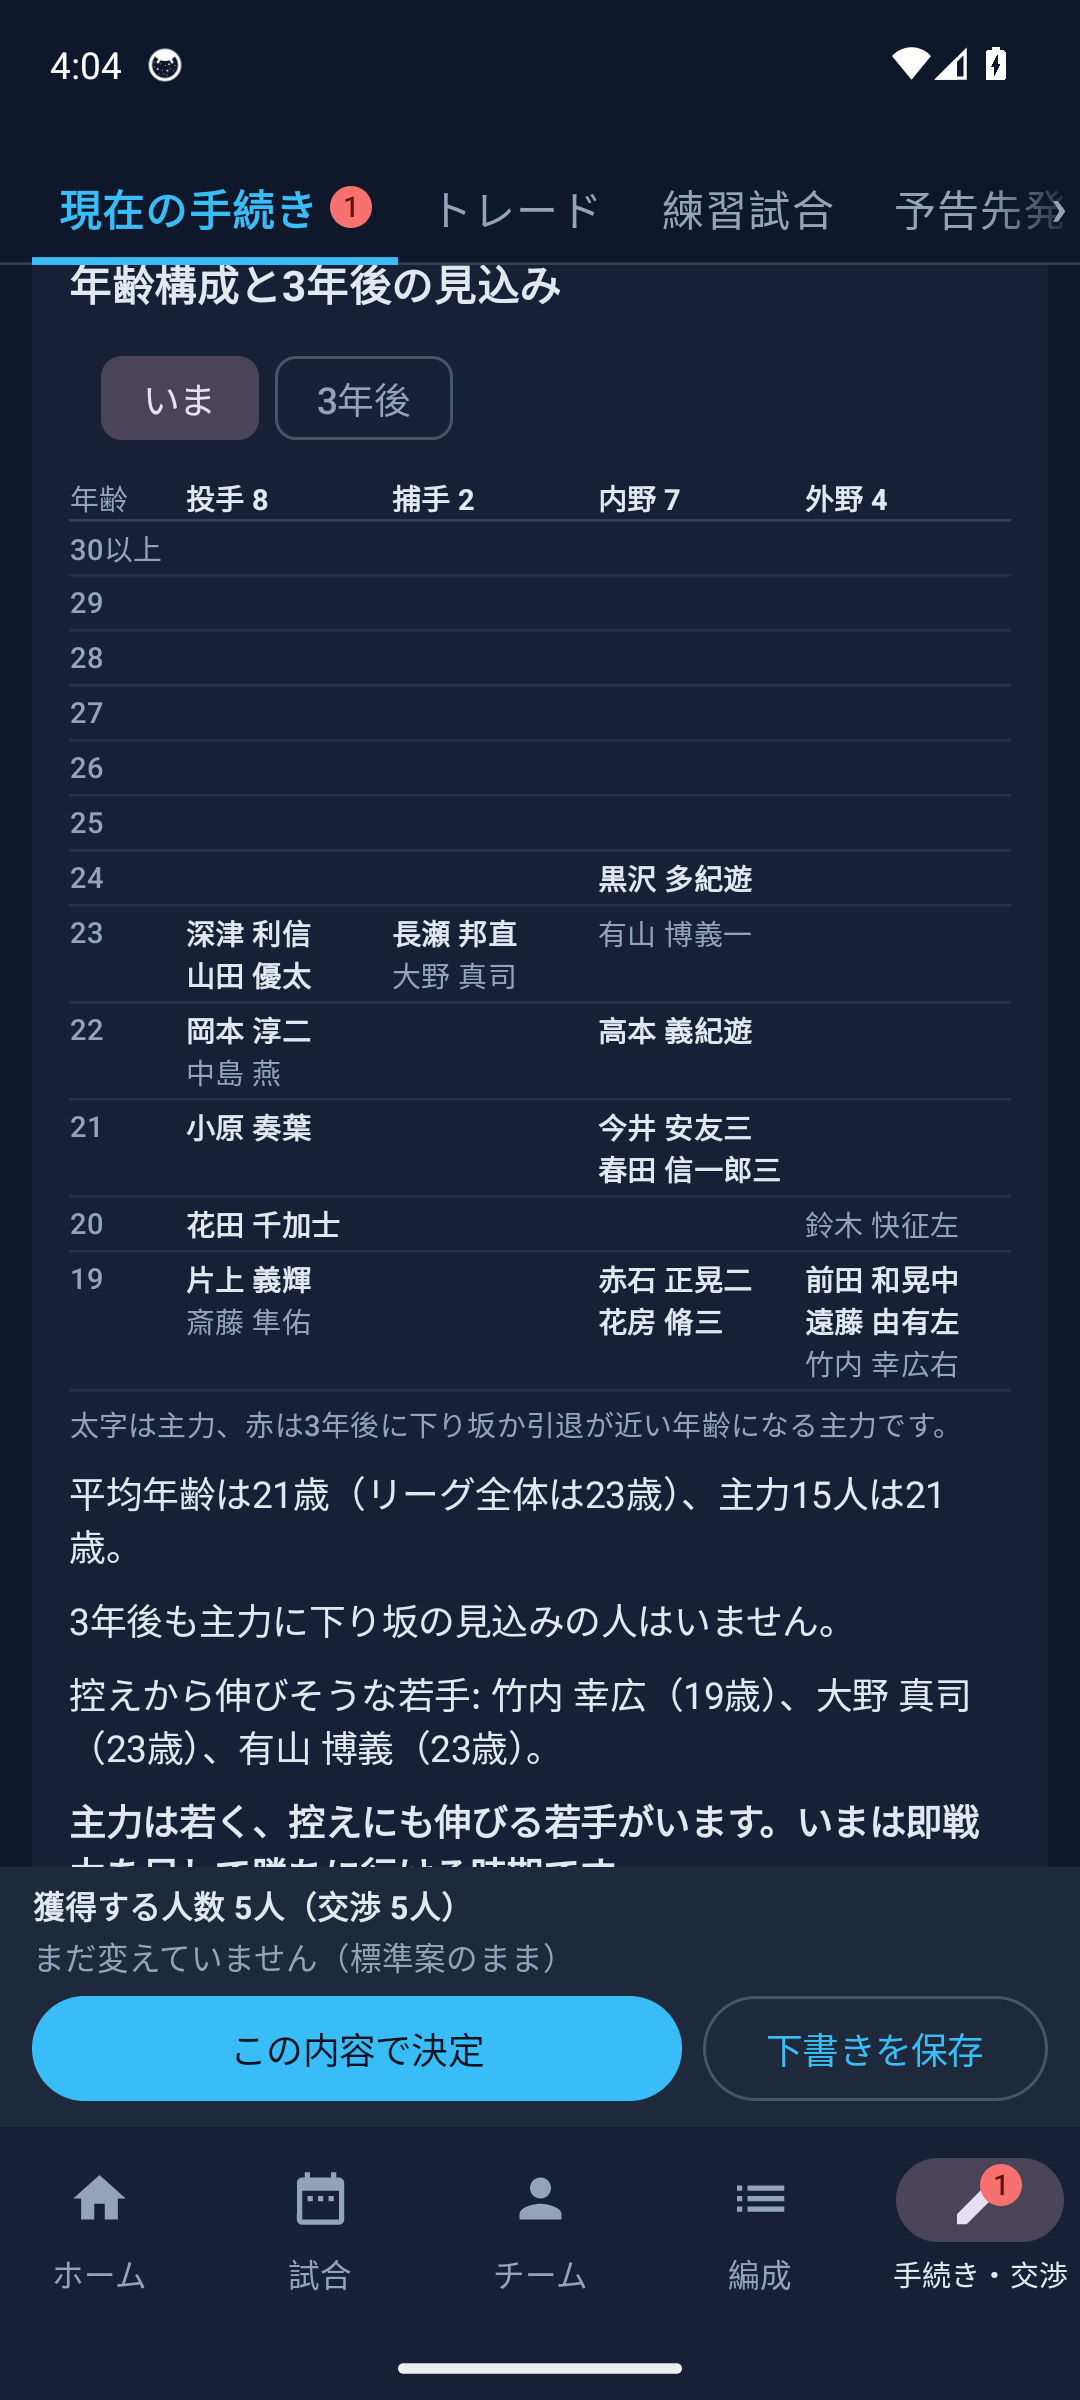 4:04
現在の手続き 1 トレード 練習試合 予告先発
年齢構成と3年後の見込み
いま 3年後
年齢 投手 8 捕手 2 内野 7 外野 4
30以上
29
28
27
26
25
24 黒沢 多紀遊
23 深津 利信 長瀬 邦直 有山 博義一
山田 優太 大野 真司
22 岡本 淳二 高本 義紀遊
中島 燕
21 小原 奏葉 今井 安友三
春田 信一郎三
20 花田 千加士 鈴木 快征左
19 片上 義輝 赤石 正晃二 前田 和晃中
斎藤 隼佑 花房 脩三 遠藤 由有左
竹内 幸広右
太字は主力、赤は3年後に下り坂か引退が近い年齢になる主力です。
平均年齢は21歳（リーグ全体は23歳）、主力15人は21
歳。
3年後も主力に下り坂の見込みの人はいません。
控えから伸びそうな若手: 竹内 幸広（19歳）、大野 真司
（23歳）、有山 博義（23歳）。
主力は若く、控えにも伸びる若手がいます。いまは即戦
獲得する人数 5人（交渉 5人）
まだ変えていません（標準案のまま）
この内容で決定 下書きを保存
1
ホーム 試合 チーム 編成 手続き・交渉